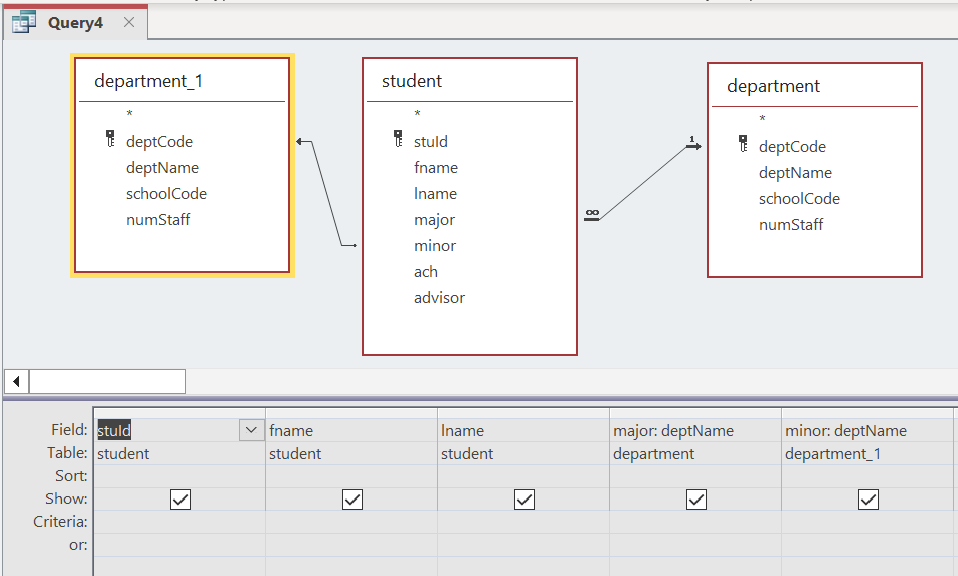 Query4
department_1
*
deptCode
deptName
schoolCode
numStaff
student
*
stuId
fname
lname
major
minor
ach
advisor
department
*
deptCode
deptName
schoolCode
numStaff
∞
1
Field: stuId fname lname major: deptName minor: deptName
Table: student student student department department_1
Sort:
Show:
Criteria:
or: